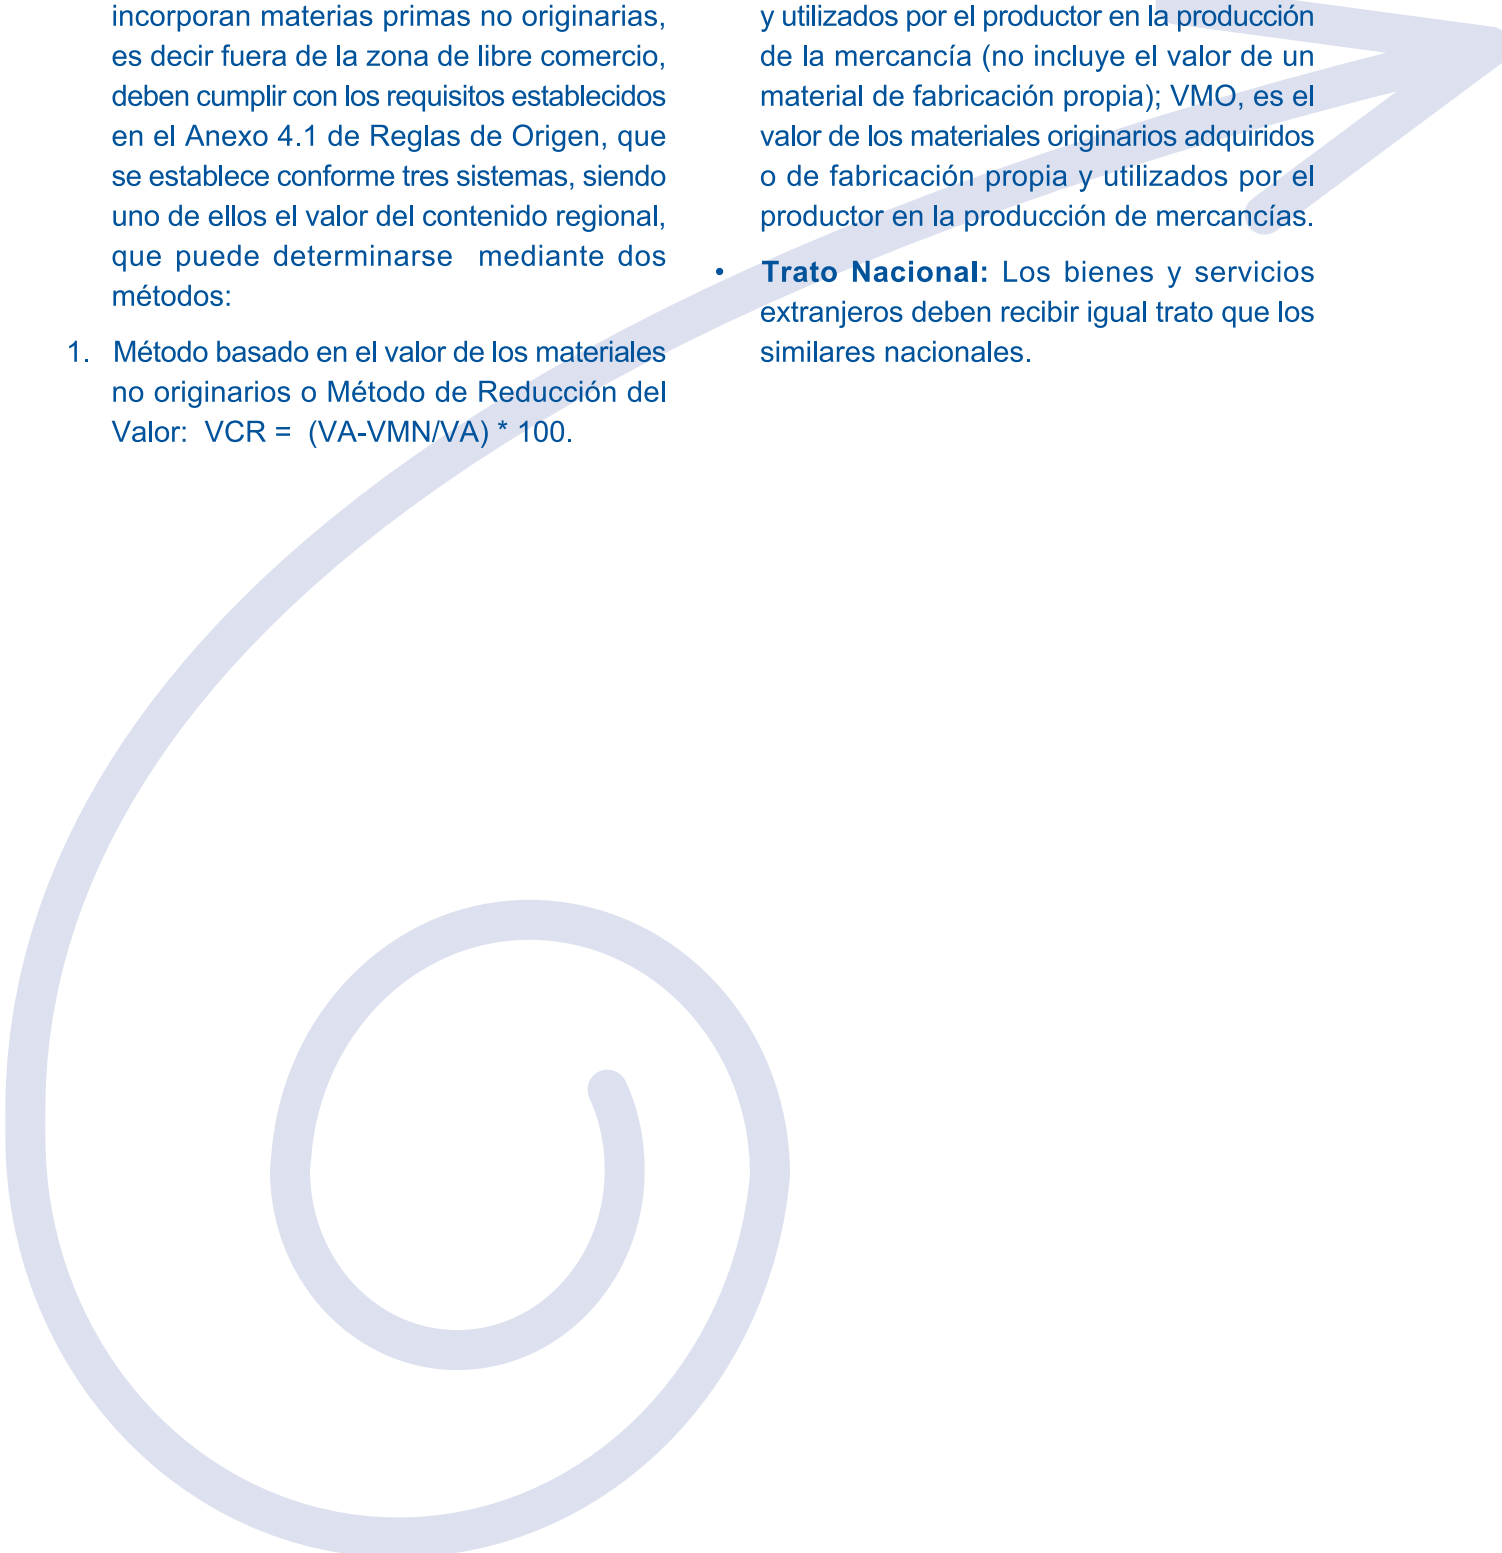 incorporan materias primas no originarias,
es decir fuera de la zona de libre comercio,
deben cumplir con los requisitos establecidos
en el Anexo 4.1 de Reglas de Origen, que
se establece conforme tres sistemas, siendo
uno de ellos el valor del contenido regional,
que puede determinarse mediante dos
métodos:
1. Método basado en el valor de los materiales
no originarios o Método de Reducción del
Valor: VCR = (VA-VMN/VA) * 100.
y utilizados por el productor en la producción
de la mercancía (no incluye el valor de un
material de fabricación propia); VMO, es el
valor de los materiales originarios adquiridos
o de fabricación propia y utilizados por el
productor en la producción de mercancías.
• Trato Nacional: Los bienes y servicios
extranjeros deben recibir igual trato que los
similares nacionales.